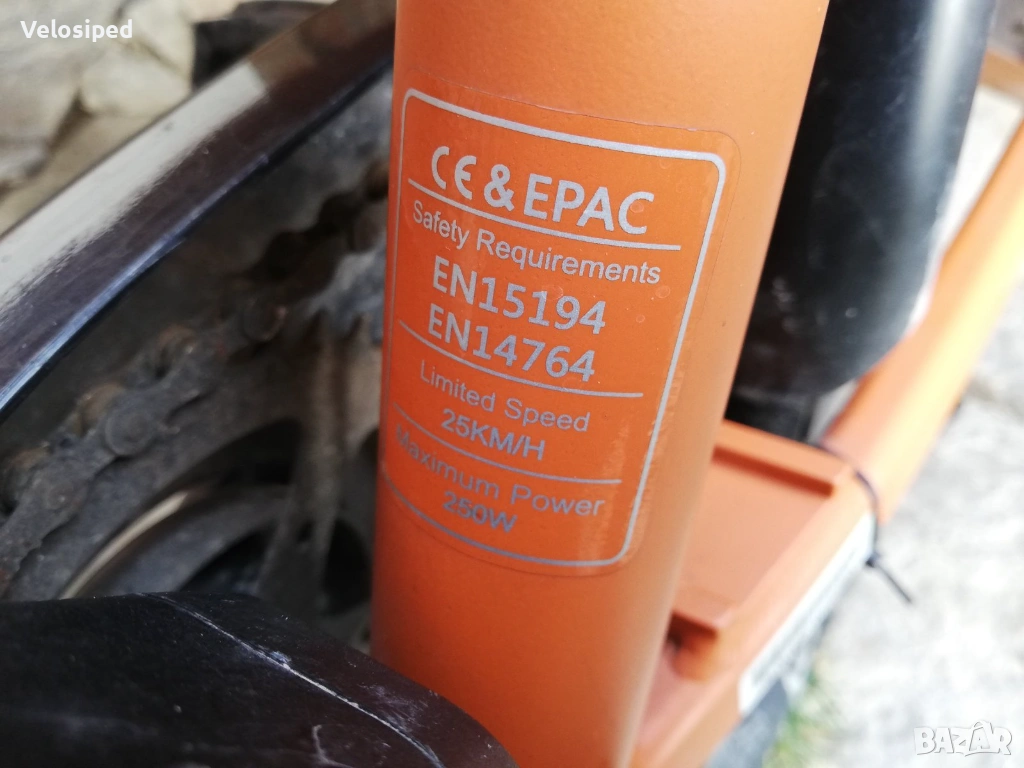 Velosiped
CE & EPAC
Safety Requirements
EN15194
EN14764
Limited Speed
25KM/H
Maximum Power
250W
BAZAR